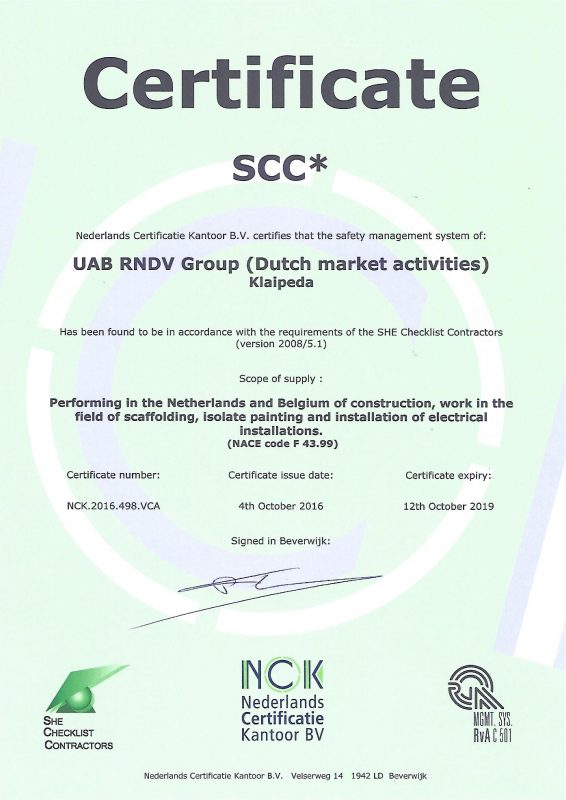 Certificate
SCC*
Nederlands Certificatie Kantoor B.V. certifies that the safety management system of:
UAB RNDV Group (Dutch market activities)
Klaipeda
Has been found to be in accordance with the requirements of the SHE Checklist Contractors
(version 2008/5.1)
Scope of supply :
Performing in the Netherlands and Belgium of construction, work in the
field of scaffolding, isolate painting and installation of electrical
installations.
(NACE code F 43.99)
Certificate number: Certificate issue date: Certificate expiry:
NCK.2016.498.VCA 4th October 2016 12th October 2019
Signed in Beverwijk:
SHE
CHECKLIST
CONTRACTORS
NCK
Nederlands
Certificatie
Kantoor BV
MGMT. SYS.
RvA C 501
Nederlands Certificatie Kantoor B.V. Velserweg 14 1942 LD Beverwijk